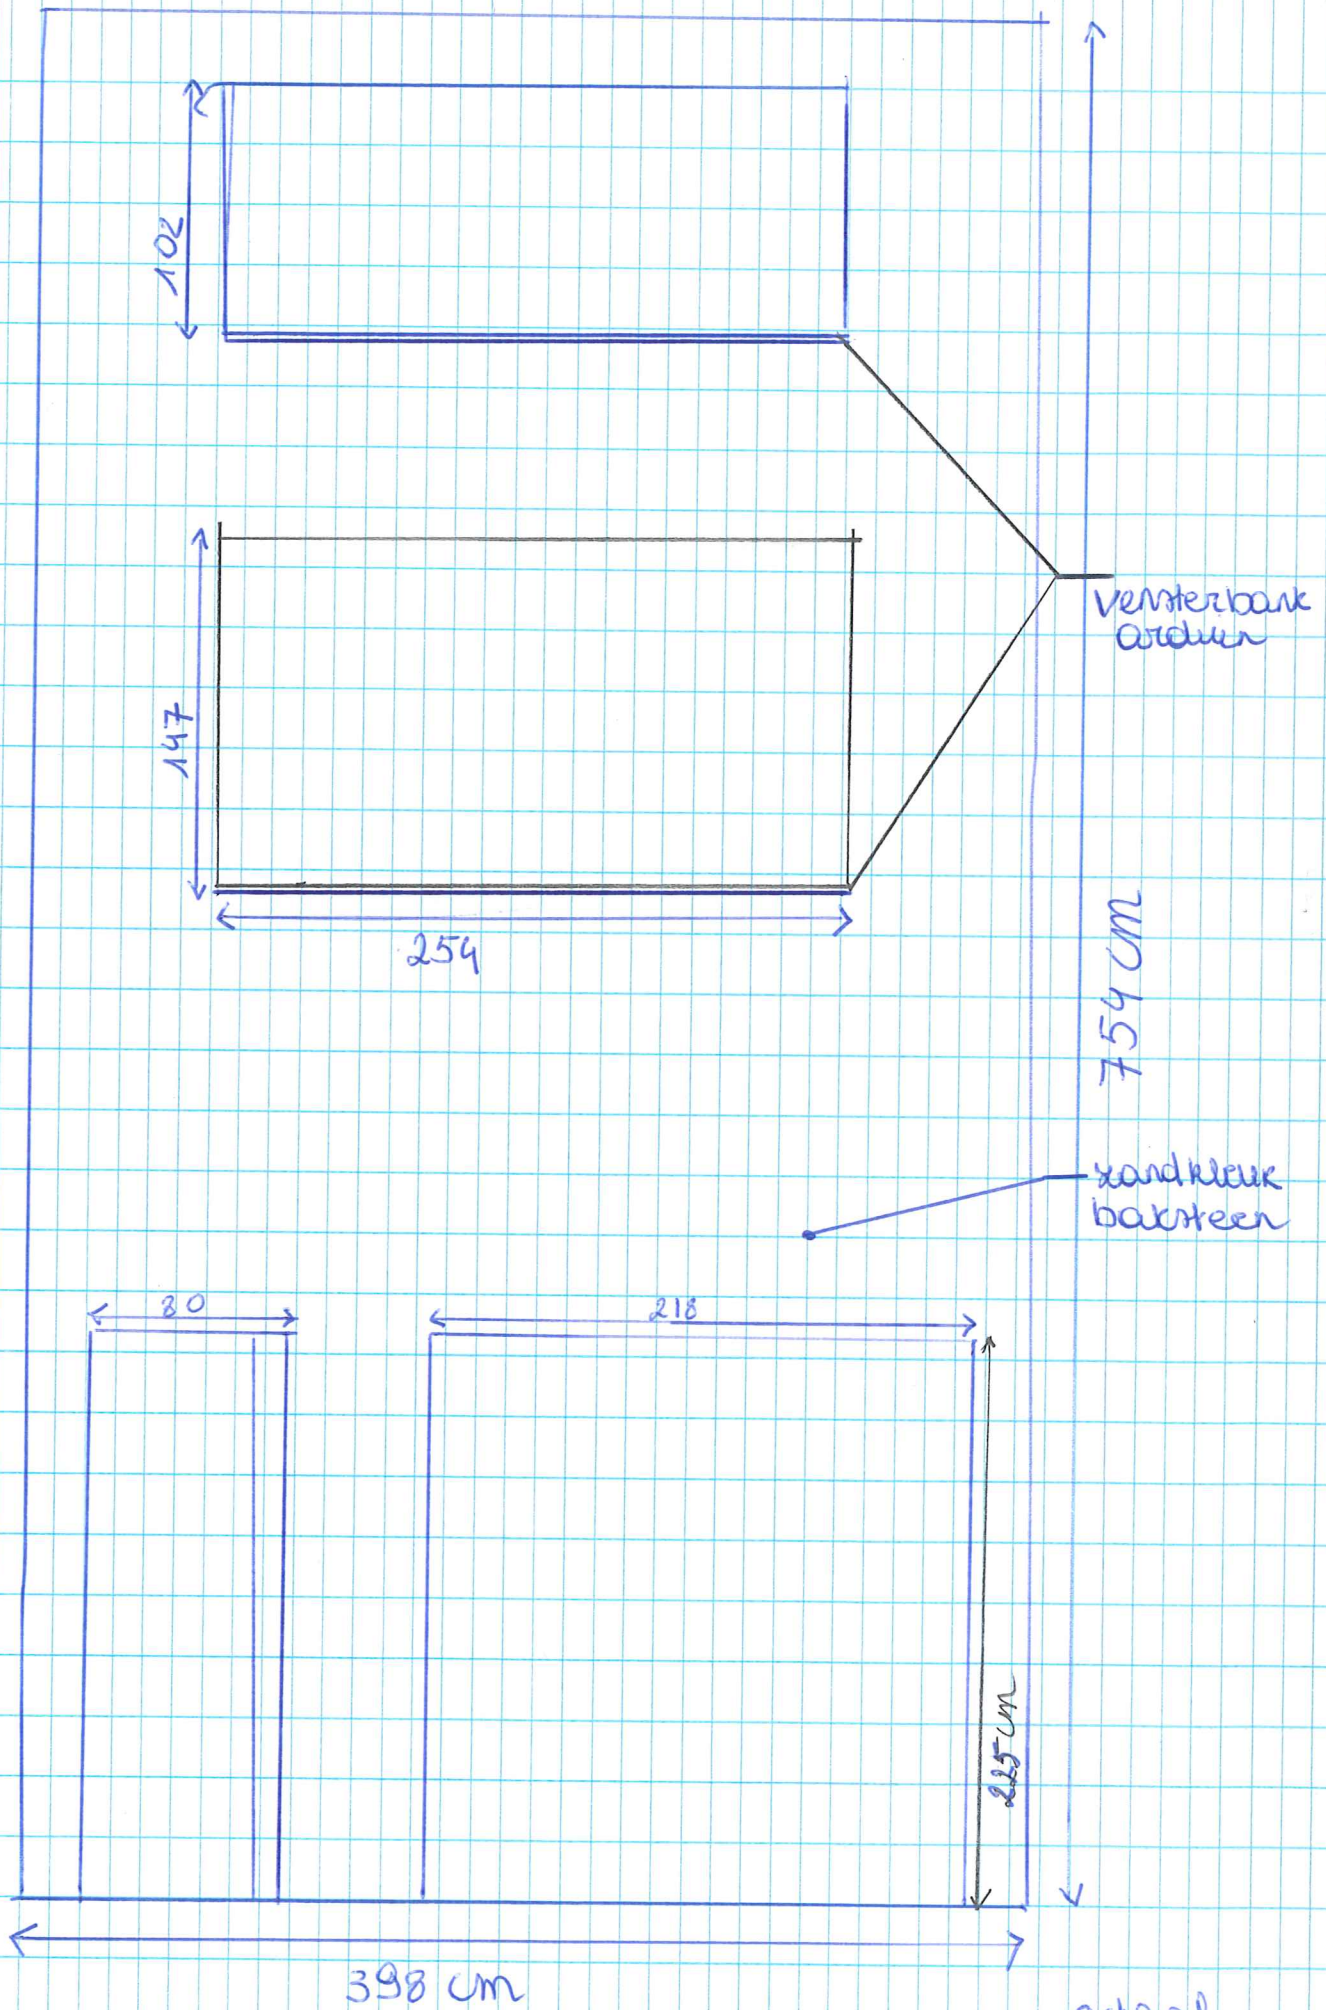 102
Vensterbank
arduin
147
254
754 cm
zandkleur
baksteen
80
218
225 cm
398 cm